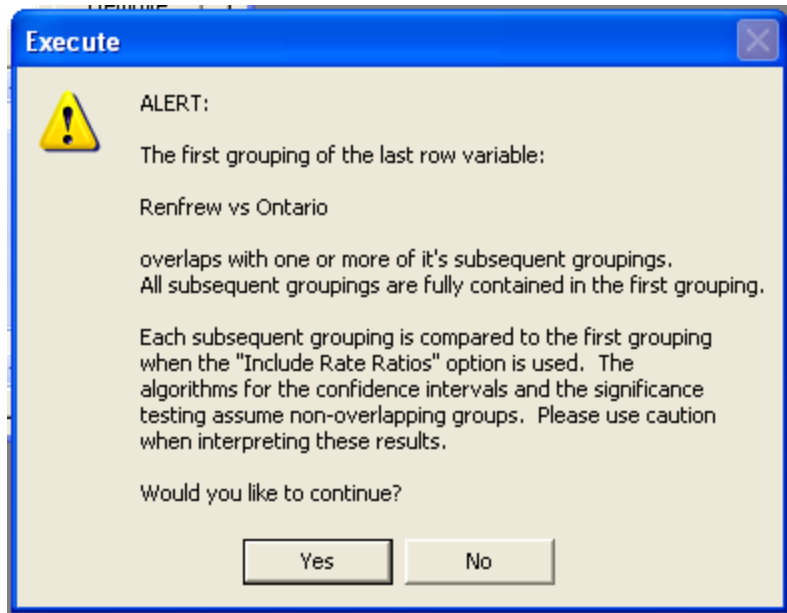 Execute
ALERT:
The first grouping of the last row variable:
Renfrew vs Ontario
overlaps with one or more of it's subsequent groupings.
All subsequent groupings are fully contained in the first grouping.
Each subsequent grouping is compared to the first grouping
when the "Include Rate Ratios" option is used.  The
algorithms for the confidence intervals and the significance
testing assume non-overlapping groups.  Please use caution
when interpreting these results.
Would you like to continue?
Yes
No